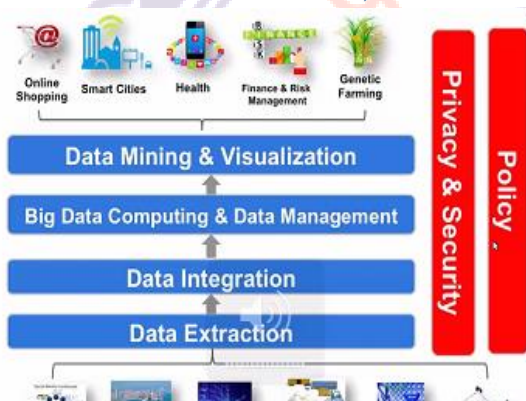 Online
Shopping
Smart Cities
Health
Finance & Risk
Management
Genetic
Farming
Data Mining & Visualization
Big Data Computing & Data Management
Data Integration
Data Extraction
Privacy & Security
Policy